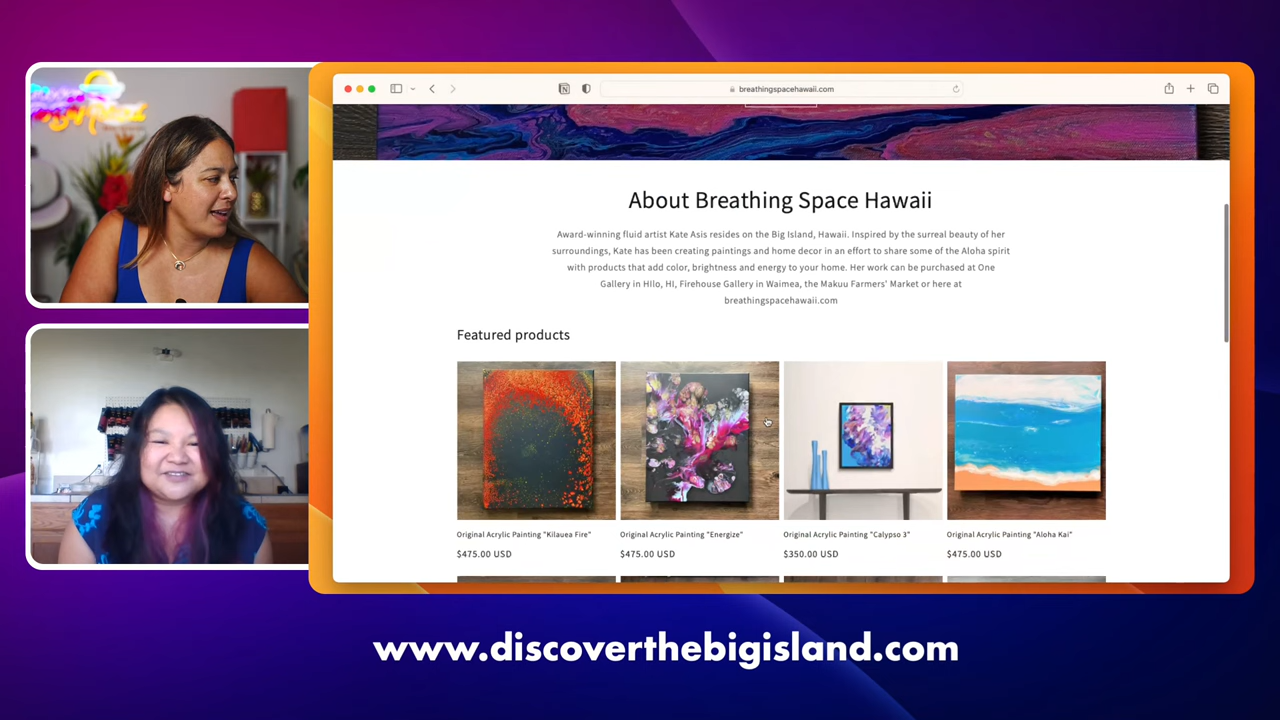 breathingspacehawaii.com
About Breathing Space Hawaii
Award-winning fluid artist Kate Asis resides on the Big Island, Hawaii. Inspired by the surreal beauty of her
surroundings, Kate has been creating paintings and home decor in an effort to share some of the Aloha spirit
with products that add color, brightness and energy to your home. Her work can be purchased at One
Gallery in HIlo, HI, Firehouse Gallery in Waimea, the Makuu Farmers' Market or here at
breathingspacehawaii.com
Featured products
Original Acrylic Painting "Kilauea Fire"
$475.00 USD
Original Acrylic Painting "Energize"
$475.00 USD
Original Acrylic Painting "Calypso 3"
$350.00 USD
Original Acrylic Painting "Aloha Kai"
$475.00 USD
www.discoverthebigisland.com